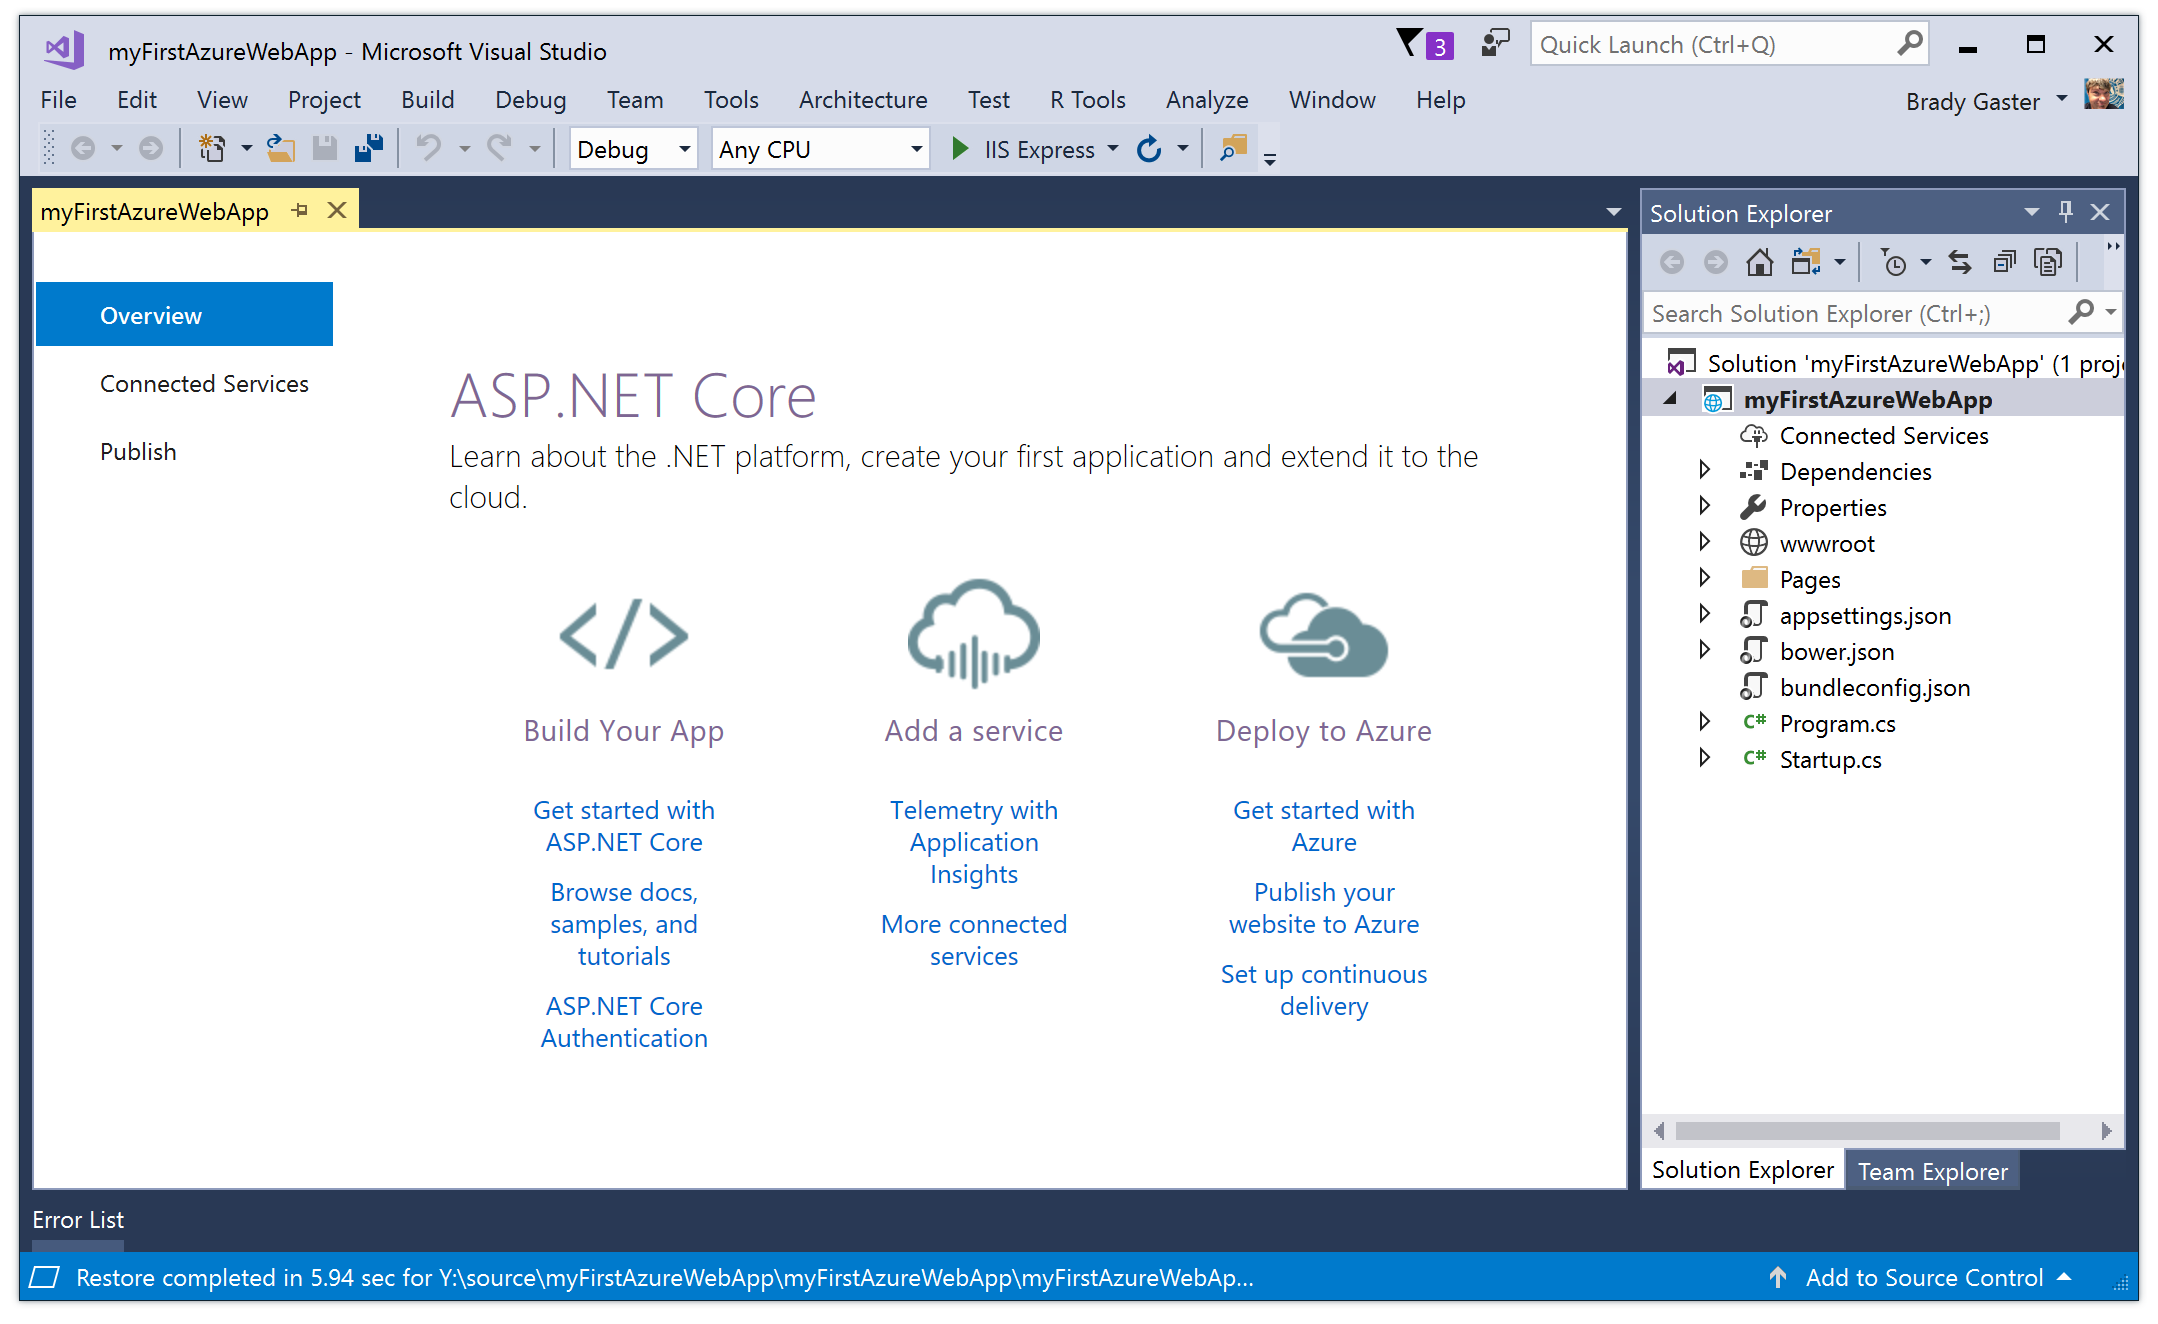 myFirstAzureWebApp - Microsoft Visual Studio
3
Quick Launch (Ctrl+Q)
File Edit View Project Build Debug Team Tools Architecture Test R Tools Analyze Window Help
Brady Gaster
Debug
Any CPU
IIS Express
myFirstAzureWebApp
Overview
Connected Services
Publish
ASP.NET Core
Learn about the .NET platform, create your first application and extend it to the
cloud.
Build Your App
Get started with
ASP.NET Core
Browse docs,
samples, and
tutorials
ASP.NET Core
Authentication
Add a service
Telemetry with
Application
Insights
More connected
services
Deploy to Azure
Get started with
Azure
Publish your
website to Azure
Set up continuous
delivery
Solution Explorer
Search Solution Explorer (Ctrl+;)
Solution 'myFirstAzureWebApp' (1 proj
myFirstAzureWebApp
Connected Services
Dependencies
Properties
wwwroot
Pages
appsettings.json
bower.json
bundleconfig.json
C# Program.cs
C# Startup.cs
Solution Explorer
Team Explorer
Error List
Restore completed in 5.94 sec for Y:\source\myFirstAzureWebApp\myFirstAzureWebApp\myFirstAzureWebAp...
Add to Source Control